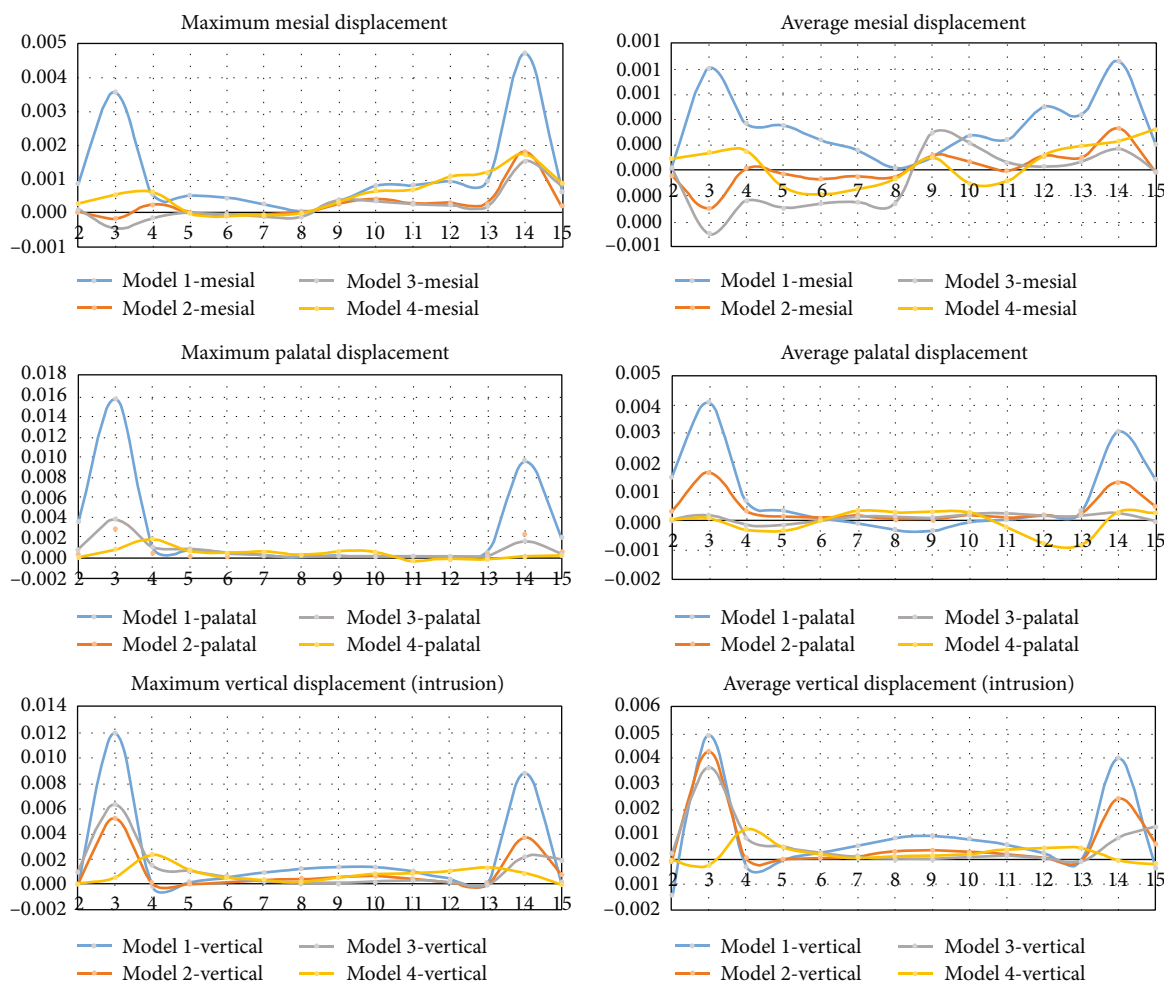 Maximum mesial displacement
0.005
0.004
0.003
0.002
0.001
0.000
–0.001
2 3 4 5 6 7 8 9 10 11 12 13 14 15
Model 1-mesial
Model 3-mesial
Model 2-mesial
Model 4-mesial
Average mesial displacement
0.001
0.001
0.001
0.000
0.000
0.000
0.000
0.000
–0.001
2 3 4 5 6 7 8 9 10 11 12 13 14 15
Model 1-mesial
Model 3-mesial
Model 2-mesial
Model 4-mesial
Maximum palatal displacement
0.018
0.016
0.014
0.012
0.010
0.008
0.006
0.004
0.002
0.000
–0.002
2 3 4 5 6 7 8 9 10 11 12 13 14 15
Model 1-palatal
Model 3-palatal
Model 2-palatal
Model 4-palatal
Average palatal displacement
0.005
0.004
0.003
0.002
0.001
0.000
–0.001
–0.002
2 3 4 5 6 7 8 9 10 11 12 13 14 15
Model 1-palatal
Model 3-palatal
Model 2-palatal
Model 4-palatal
Maximum vertical displacement (intrusion)
0.014
0.012
0.010
0.008
0.006
0.004
0.002
0.000
–0.002
2 3 4 5 6 7 8 9 10 11 12 13 14 15
Model 1-vertical
Model 3-vertical
Model 2-vertical
Model 4-vertical
Average vertical displacement (intrusion)
0.006
0.005
0.004
0.002
0.001
0.002
0.001
–0.002
2 3 4 5 6 7 8 9 10 11 12 13 14 15
Model 1-vertical
Model 3-vertical
Model 2-vertical
Model 4-vertical